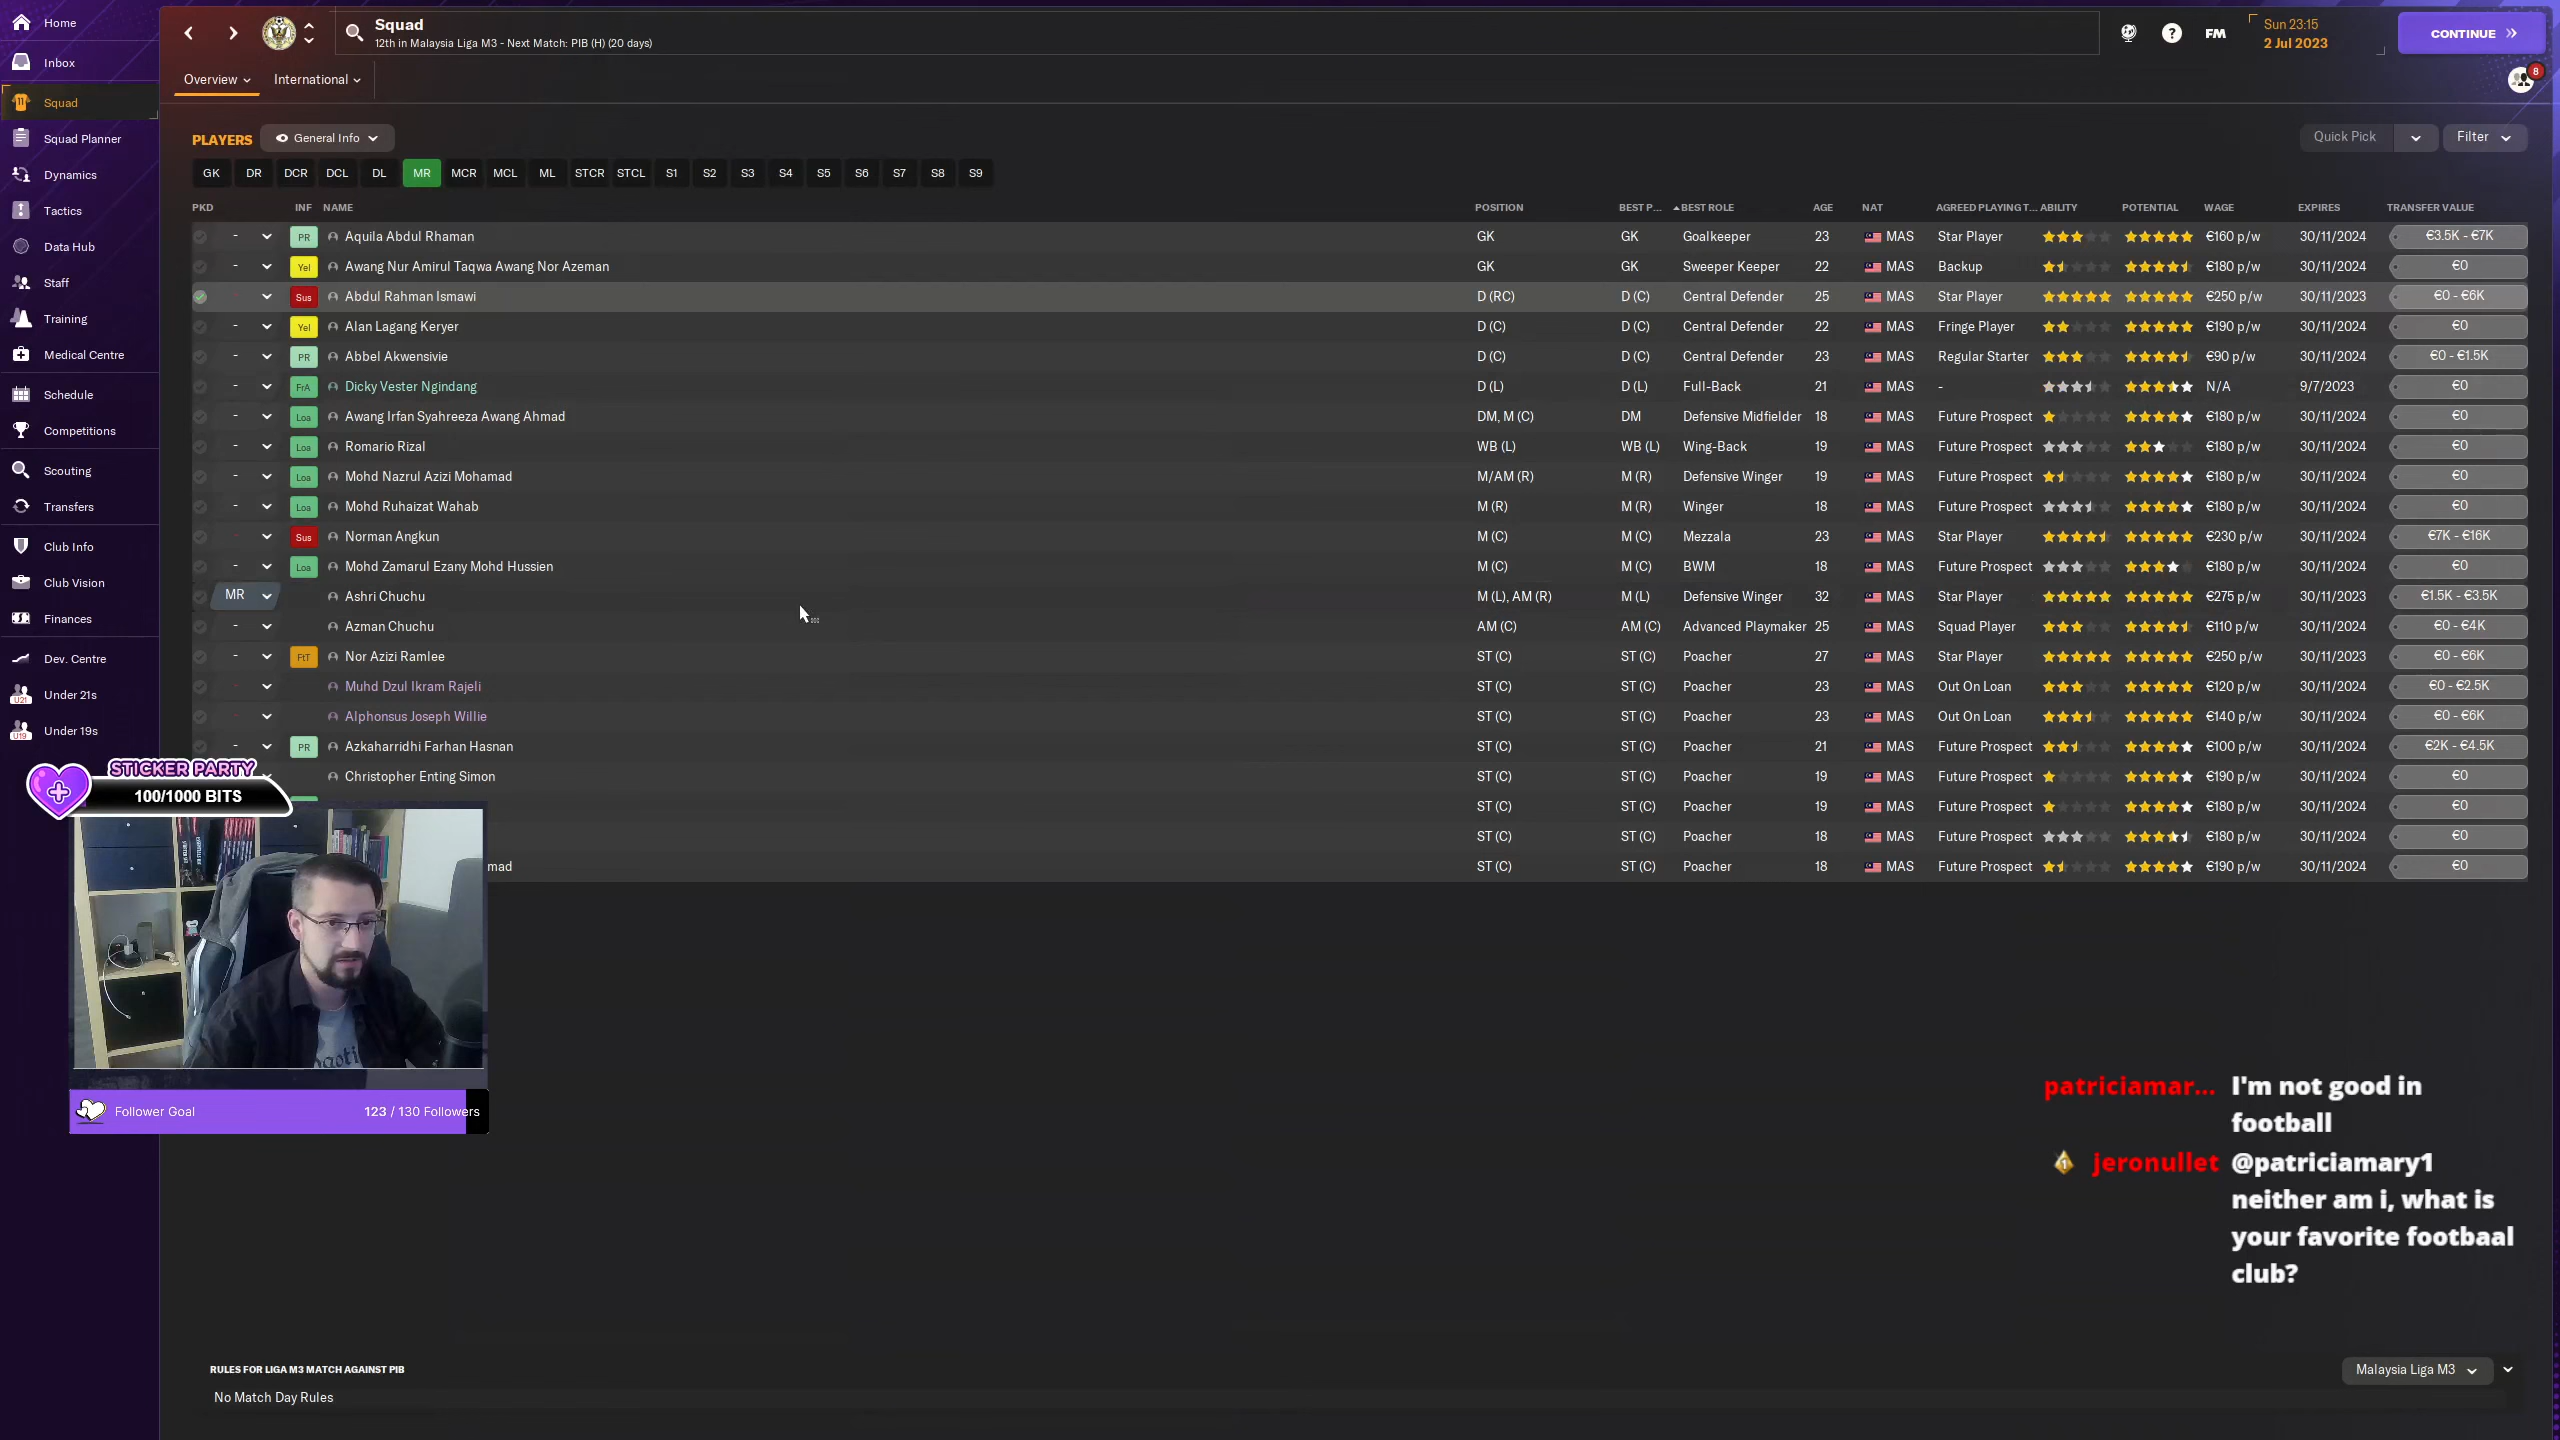 Home
Inbox
Squad
Squad Planner
Dynamics
Tactics
Data Hub
Staff
Training
Medical Centre
Schedule
Competitions
Scouting
Transfers
Club Info
Club Vision
Finances
Dev. Centre
Under 21s
Under 19s
Squad
12th in Malaysia Liga M3 - Next Match: PIB (H) (20 days)
FM
Sun 23:15
2 Jul 2023
CONTINUE
Overview International
8
PLAYERS General Info
Quick Pick Filter
GK DR DCR DCL DL MR MCR MCL ML STCR STCL S1 S2 S3 S4 S5 S6 S7 S8 S9
PKD INF NAME POSITION BEST P... BEST ROLE AGE NAT AGREED PLAYING T... ABILITY POTENTIAL WAGE EXPIRES TRANSFER VALUE
- PR Aquila Abdul Rhaman GK GK Goalkeeper 23 MAS Star Player €160 p/w 30/11/2024 €3.5K - €7K
- Yel Awang Nur Amirul Taqwa Awang Nor Azeman GK GK Sweeper Keeper 22 MAS Backup €180 p/w 30/11/2024 €0
Sus Abdul Rahman Ismawi D (RC) D (C) Central Defender 25 MAS Star Player €250 p/w 30/11/2023 €0 - €6K
- Yel Alan Lagang Keryer D (C) D (C) Central Defender 22 MAS Fringe Player €190 p/w 30/11/2024 €0
- PR Abbel Akwensivie D (C) D (C) Central Defender 23 MAS Regular Starter €90 p/w 30/11/2024 €0 - €1.5K
- FrA Dicky Vester Ngindang D (L) D (L) Full-Back 21 MAS - N/A 9/7/2023 €0
- Loa Awang Irfan Syahreeza Awang Ahmad DM, M (C) DM Defensive Midfielder 18 MAS Future Prospect €180 p/w 30/11/2024 €0
- Loa Romario Rizal WB (L) WB (L) Wing-Back 19 MAS Future Prospect €180 p/w 30/11/2024 €0
- Loa Mohd Nazrul Azizi Mohamad M/AM (R) M (R) Defensive Winger 19 MAS Future Prospect €180 p/w 30/11/2024 €0
- Loa Mohd Ruhaizat Wahab M (R) M (R) Winger 18 MAS Future Prospect €180 p/w 30/11/2024 €0
Sus Norman Angkun M (C) M (C) Mezzala 23 MAS Star Player €230 p/w 30/11/2024 €7K - €16K
- Loa Mohd Zamarul Ezany Mohd Hussien M (C) M (C) BWM 18 MAS Future Prospect €180 p/w 30/11/2024 €0
MR Ashri Chuchu M (L), AM (R) M (L) Defensive Winger 32 MAS Star Player €275 p/w 30/11/2023 €1.5K - €3.5K
- Azman Chuchu AM (C) AM (C) Advanced Playmaker 25 MAS Squad Player €110 p/w 30/11/2024 €0 - €4K
- FtT Nor Azizi Ramlee ST (C) ST (C) Poacher 27 MAS Star Player €250 p/w 30/11/2023 €0 - €6K
Muhd Dzul Ikram Rajeli ST (C) ST (C) Poacher 23 MAS Out On Loan €120 p/w 30/11/2024 €0 - €2.5K
Alphonsus Joseph Willie ST (C) ST (C) Poacher 23 MAS Out On Loan €140 p/w 30/11/2024 €0 - €6K
- PR Azkaharridhi Farhan Hasnan ST (C) ST (C) Poacher 21 MAS Future Prospect €100 p/w 30/11/2024 €2K - €4.5K
Christopher Enting Simon ST (C) ST (C) Poacher 19 MAS Future Prospect €190 p/w 30/11/2024 €0
ST (C) ST (C) Poacher 19 MAS Future Prospect €180 p/w 30/11/2024 €0
ST (C) ST (C) Poacher 18 MAS Future Prospect €180 p/w 30/11/2024 €0
mad ST (C) ST (C) Poacher 18 MAS Future Prospect €190 p/w 30/11/2024 €0
STICKER PARTY
100/1000 BITS
Follower Goal 123 / 130 Followers
patriciamar... I'm not good in
football
jeronullet @patriciamary1
neither am i, what is
your favorite footbaal
club?
RULES FOR LIGA M3 MATCH AGAINST PIB
Malaysia Liga M3
No Match Day Rules